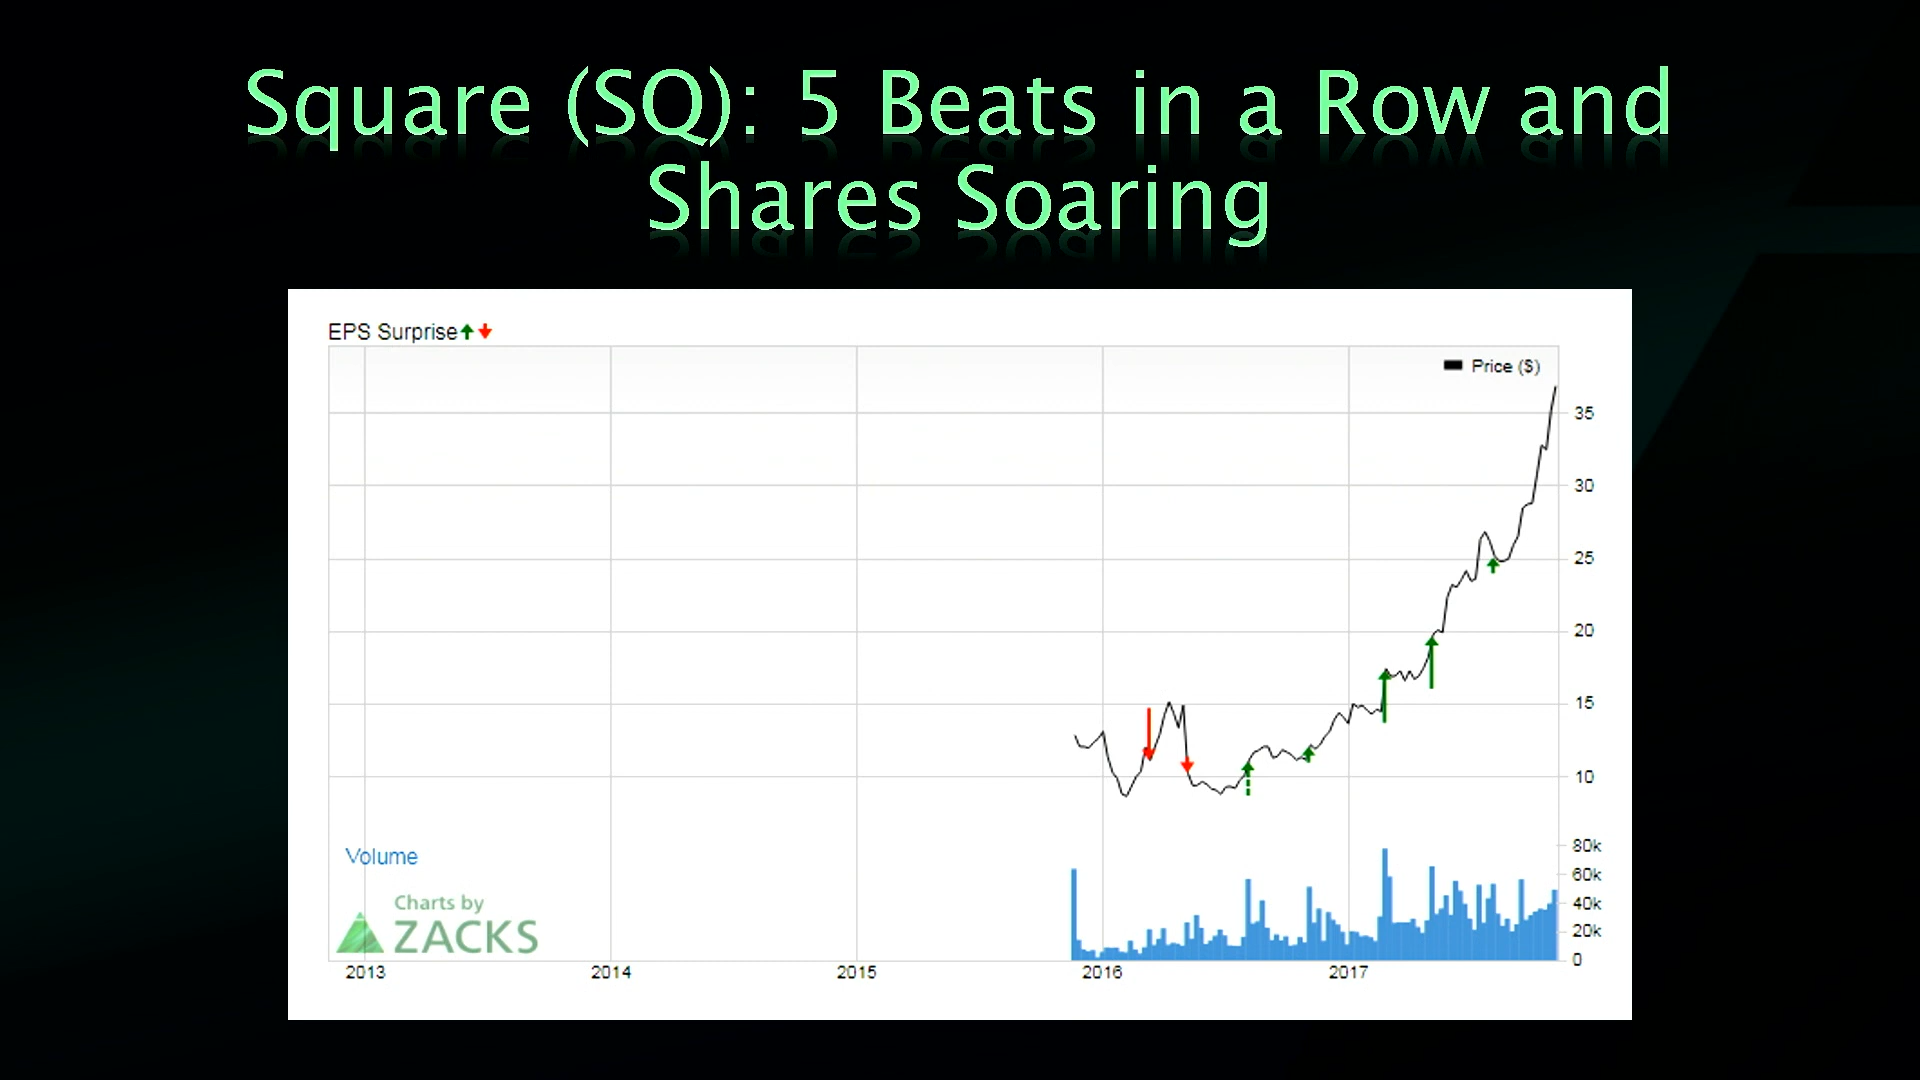 Square (SQ): 5 Beats in a Row and
Shares Soaring
EPS Surprise
Price ($)
35
30
25
20
15
10
Volume
80k
60k
40k
20k
0
Charts by
ZACKS
2013 2014 2015 2016 2017